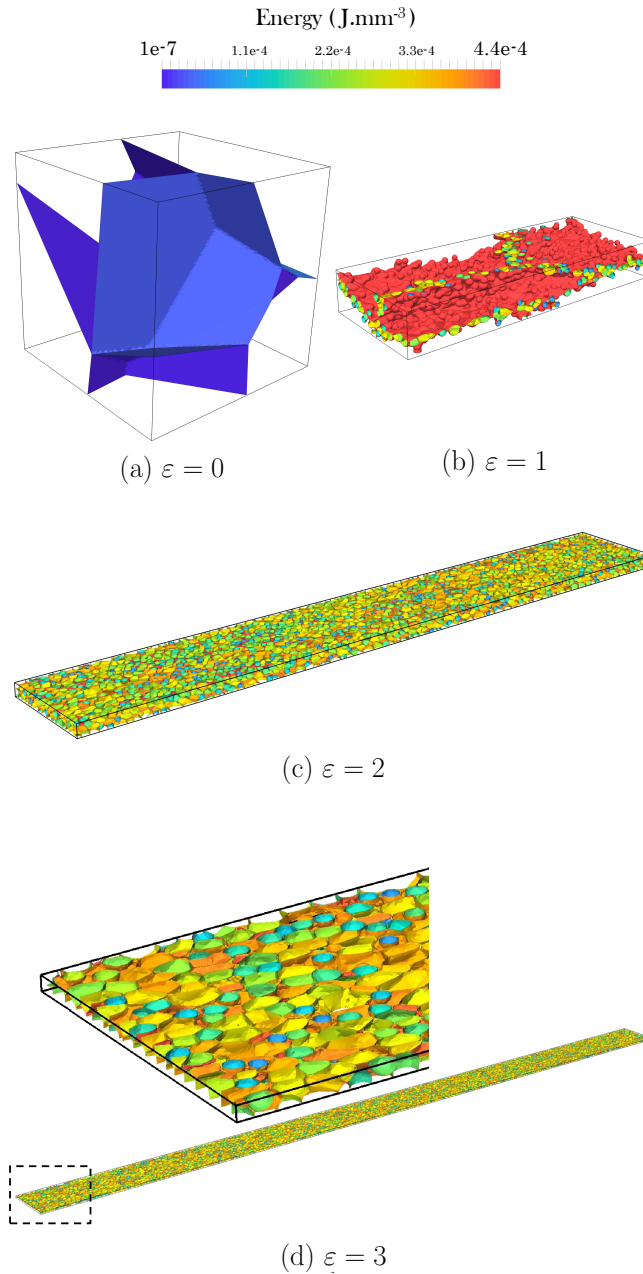 Energy (J.mm⁻³)
1e-7 1.1e-4 2.2e-4 3.3e-4 4.4e-4
(a) ε = 0
(b) ε = 1
(c) ε = 2
(d) ε = 3